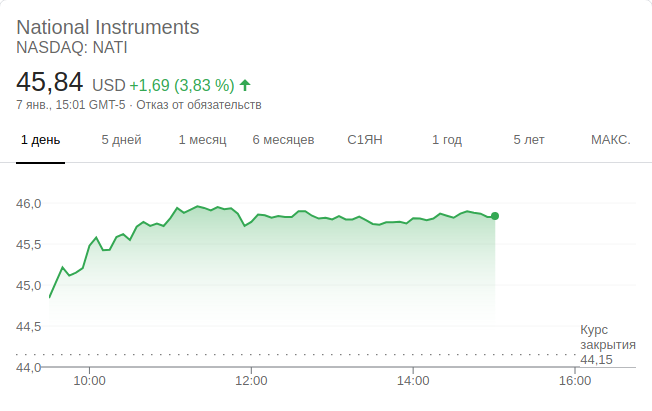 National Instruments
NASDAQ: NATI
45,84 USD +1,69 (3,83 %)
7 янв., 15:01 GMT-5 · Отказ от обязательств
1 день 5 дней 1 месяц 6 месяцев С1ЯН 1 год 5 лет МАКС.
46,0
45,5
45,0
44,5
Курс
закрытия
44,15
44,0
10:00 12:00 14:00 16:00